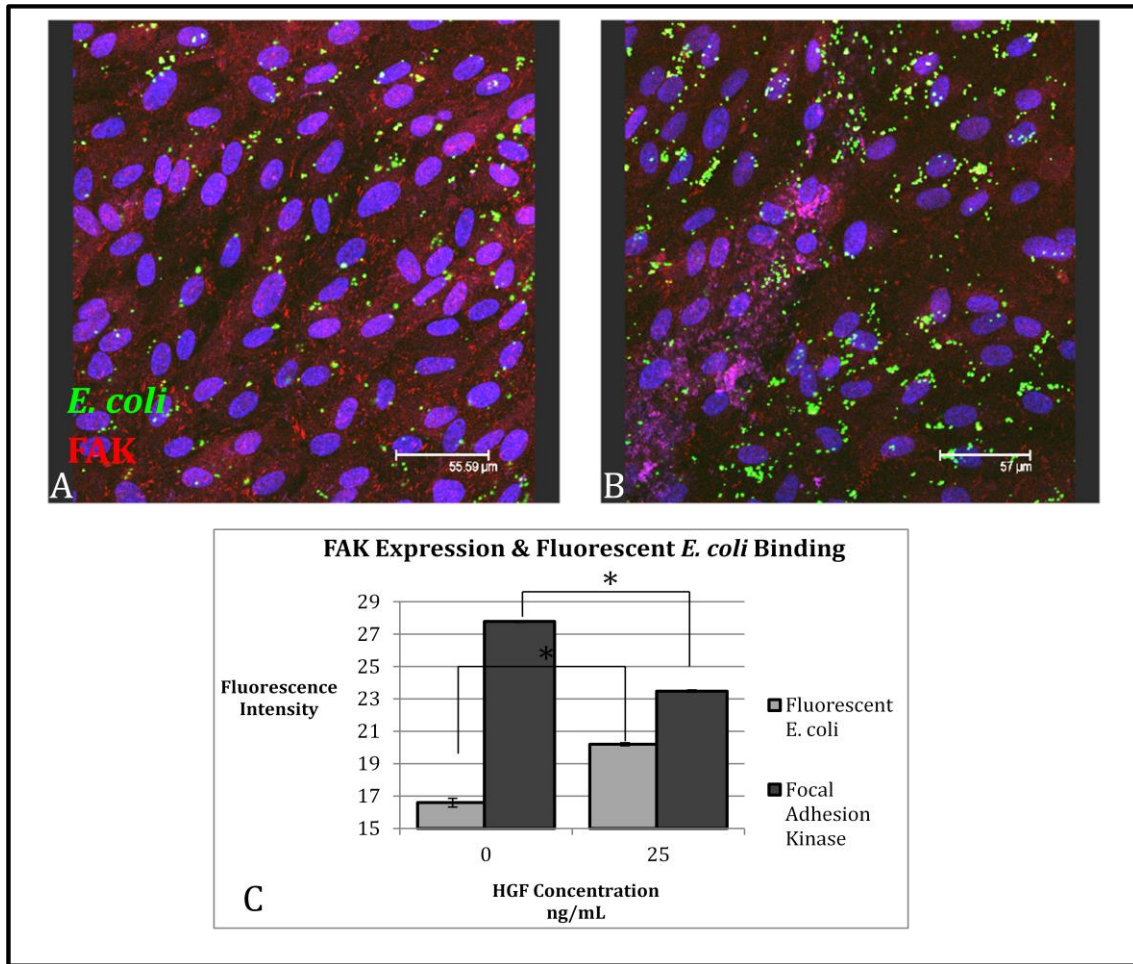 E. coli
FAK
A
55.59 µm
B
57 µm
FAK Expression & Fluorescent E. coli Binding
*
29
27
25
23
21
19
17
15
*
Fluorescence
Intensity
Fluorescent
E. coli
Focal
Adhesion
Kinase
0
25
HGF Concentration
ng/mL
C